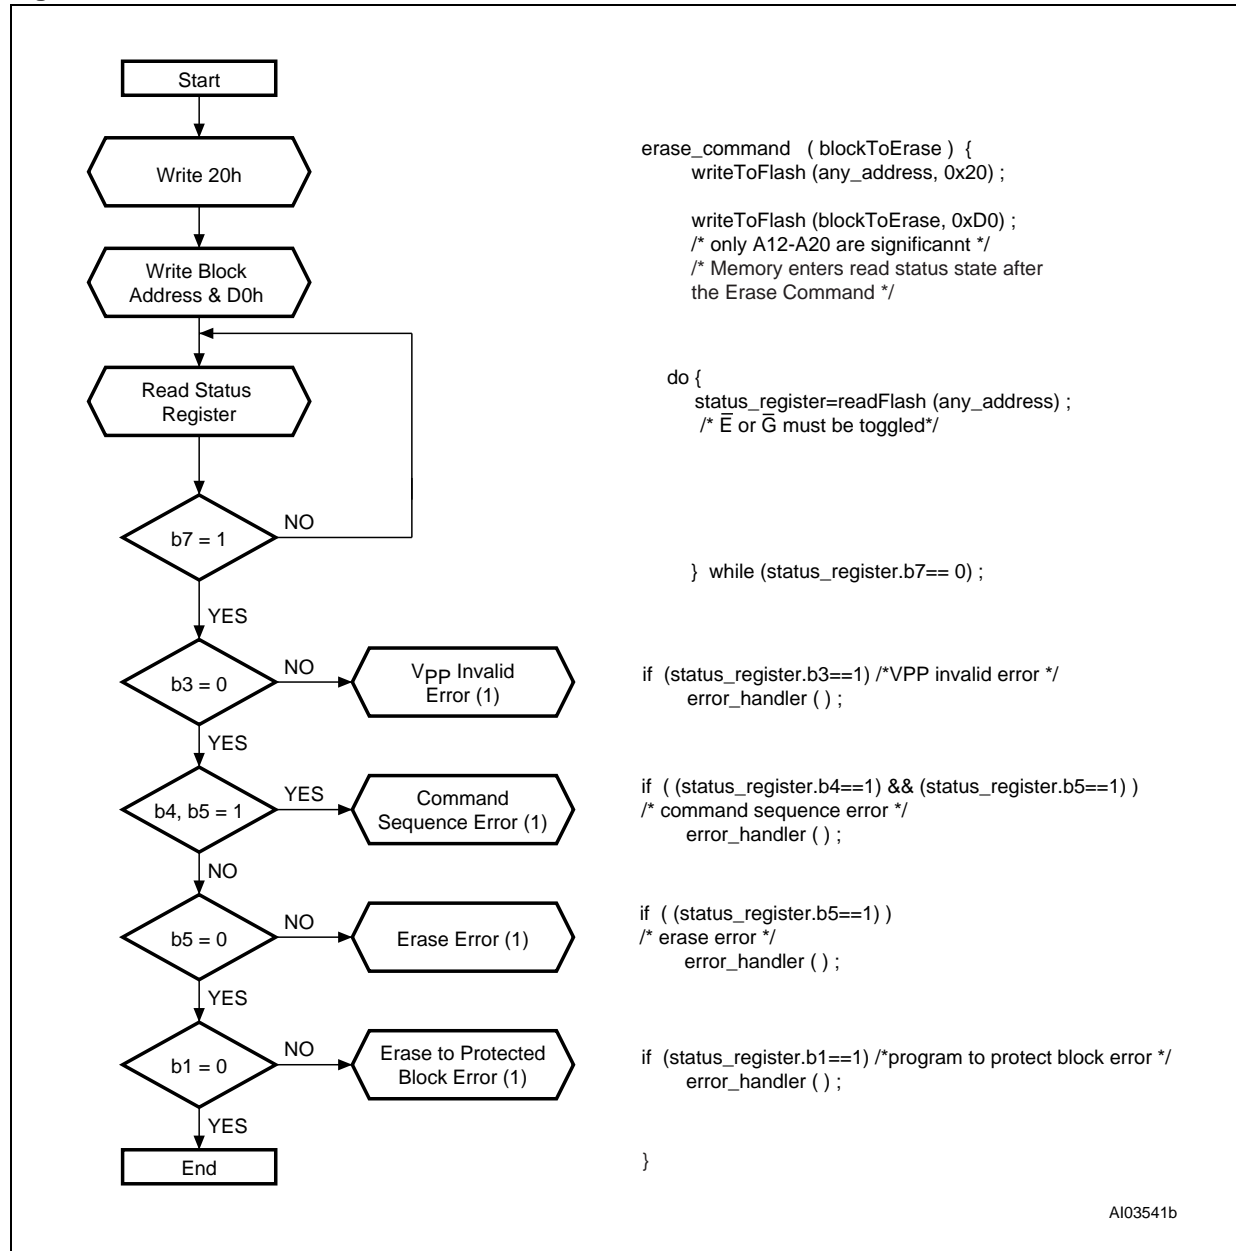 Start
Write 20h
Write Block
Address & D0h
Read Status
Register
b7 = 1
NO
YES
b3 = 0
NO
VPP Invalid
Error (1)
YES
b4, b5 = 1
YES
Command
Sequence Error (1)
NO
b5 = 0
NO
Erase Error (1)
YES
b1 = 0
NO
Erase to Protected
Block Error (1)
YES
End
erase_command ( blockToErase ) {
writeToFlash (any_address, 0x20) ;
writeToFlash (blockToErase, 0xD0) ;
/* only A12-A20 are significannt */
/* Memory enters read status state after
the Erase Command */
do {
status_register=readFlash (any_address) ;
/* E̅ or G̅ must be toggled*/
} while (status_register.b7== 0) ;
if (status_register.b3==1) /*VPP invalid error */
error_handler ( ) ;
if ( (status_register.b4==1) && (status_register.b5==1) )
/* command sequence error */
error_handler ( ) ;
if ( (status_register.b5==1) )
/* erase error */
error_handler ( ) ;
if (status_register.b1==1) /*program to protect block error */
error_handler ( ) ;
}
AI03541b